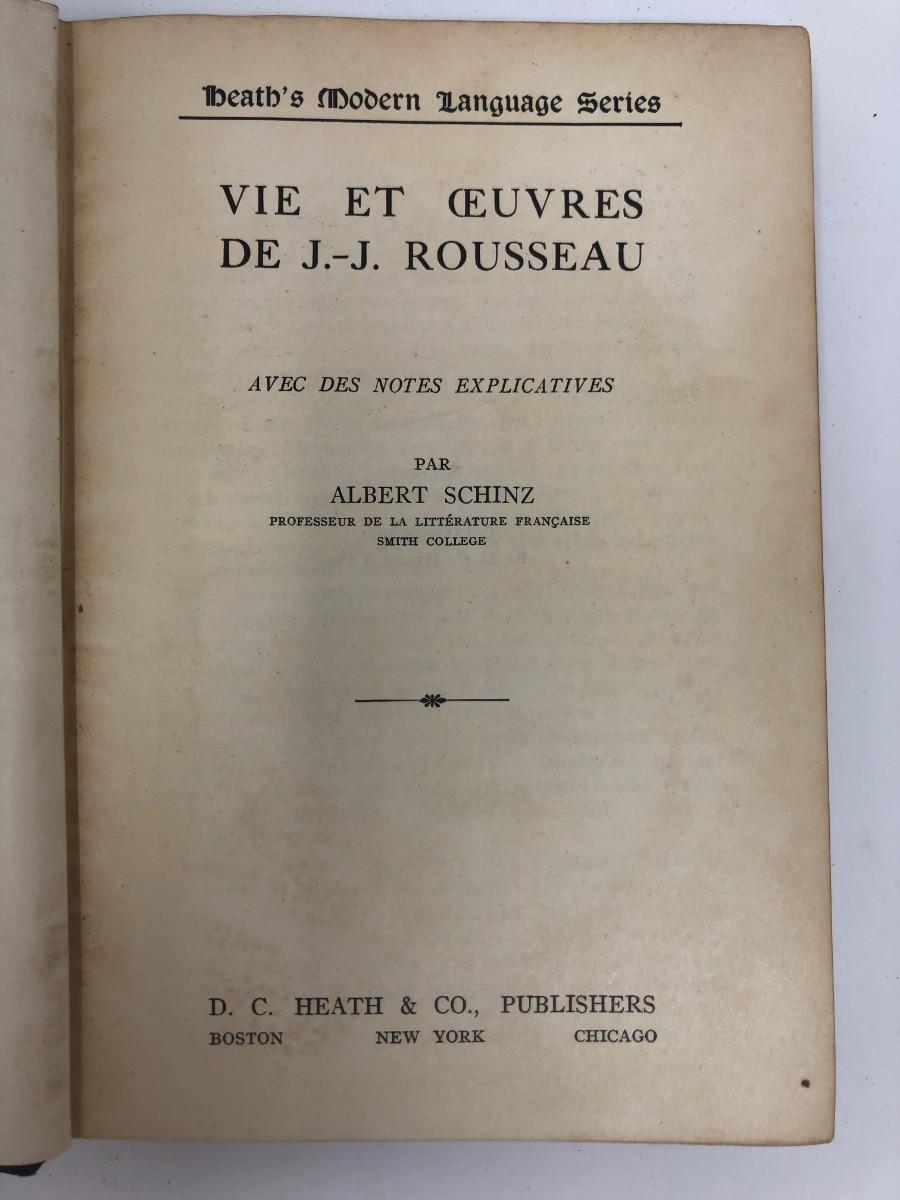 Heath's Modern Language Series
VIE ET ŒUVRES
DE J.-J. ROUSSEAU
AVEC DES NOTES EXPLICATIVES
PAR
ALBERT SCHINZ
PROFESSEUR DE LA LITTÉRATURE FRANÇAISE
SMITH COLLEGE
D. C. HEATH & CO., PUBLISHERS
BOSTON NEW YORK CHICAGO